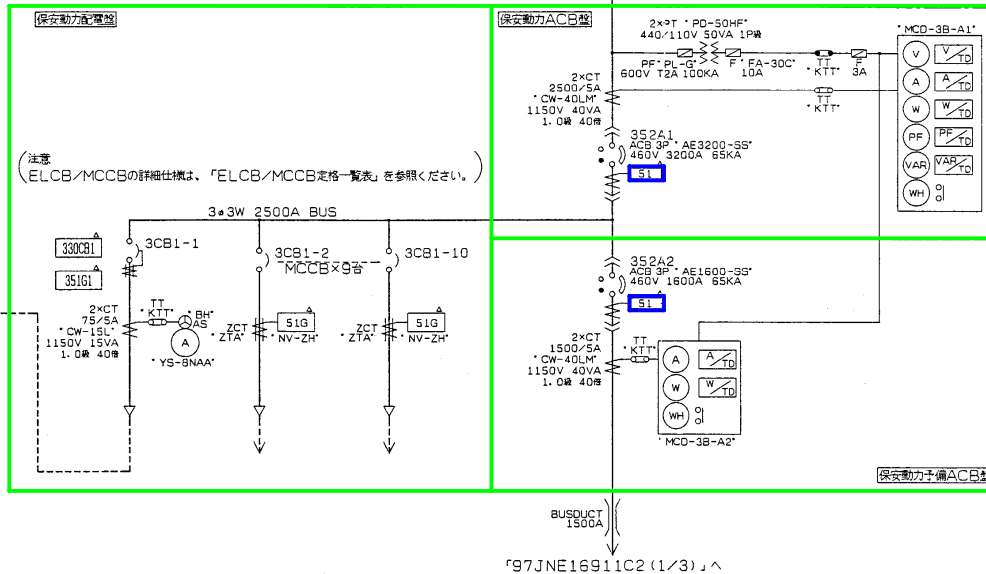 保安動力配電盤
注意
ELCB/MCCBの詳細仕様は、「ELCB/MCCB定格一覧表」を参照ください。
3ø3W 2500A BUS
330CB1
351G1
3CB1-1
3CB1-2
MCCB×9台
3CB1-10
2×CT
75/5A
"CW-15L"
1150V 15VA
1.0級 40倍
TT
"KTT"
"BH"
AS
A
"YS-8NAA"
ZCT
"ZTA"
51G
"NV-ZH"
ZCT
"ZTA"
51G
"NV-ZH"
保安動力ACB盤
2×PT "PD-50HF"
440/110V 50VA 1P級
PF "PL-G"
600V T2A 100KA
F "FA-30C"
10A
TT
"KTT"
F
3A
TT
"KTT"
2×CT
2500/5A
"CW-40LM"
1150V 40VA
1.0級 40倍
352A1
ACB 3P "AE3200-SS"
460V 3200A 65KA
51
"MCD-3B-A1"
V V/TD
A A/TD
W W/TD
PF PF/TD
VAR VAR/TD
WH
352A2
ACB 3P "AE1600-SS"
460V 1600A 65KA
51
2×CT
1500/5A
"CW-40LM"
1150V 40VA
1.0級 40倍
TT
"KTT"
A A/TD
W W/TD
WH
"MCD-3B-A2"
保安動力予備ACB盤
BUSDUCT
1500A
「97JNE16911C2(1/3)」へ